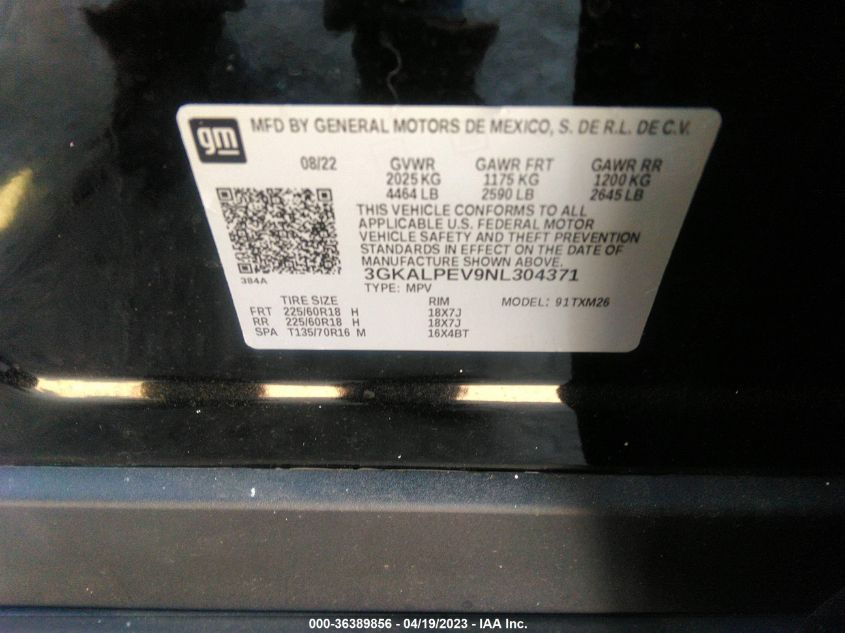 gm
MFD BY GENERAL MOTORS DE MEXICO, S. DE R.L. DE C.V.
08/22 GVWR GAWR FRT GAWR RR
2025 KG 1175 KG 1200 KG
4464 LB 2590 LB 2645 LB
THIS VEHICLE CONFORMS TO ALL
APPLICABLE U.S. FEDERAL MOTOR
VEHICLE SAFETY AND THEFT PREVENTION
STANDARDS IN EFFECT ON THE DATE OF
MANUFACTURE SHOWN ABOVE.
384A 3GKALPEV9NL304371
TYPE: MPV
TIRE SIZE RIM MODEL: 91TXM26
FRT 225/60R18 H 18X7J
RR 225/60R18 H 18X7J
SPA T135/70R16 M 16X4BT
000-36389856 - 04/19/2023 - IAA Inc.